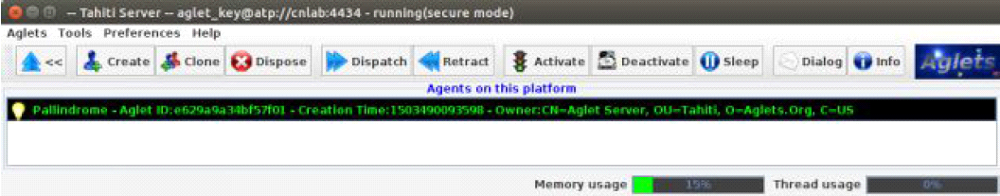 -- Tahiti Server -- aglet_key@atp://cnlab:4434 - running(secure mode)
Aglets Tools Preferences Help
<< Create Clone Dispose Dispatch Retract Activate Deactivate Sleep Dialog Info Aglets
Agents on this platform
Pallindrome - Aglet ID:e629a9a34bf57f01 - Creation Time:1503490093598 - Owner:CN=Aglet Server, OU=Tahiti, O=Aglets.Org, C=US
Memory usage 15% Thread usage 0%